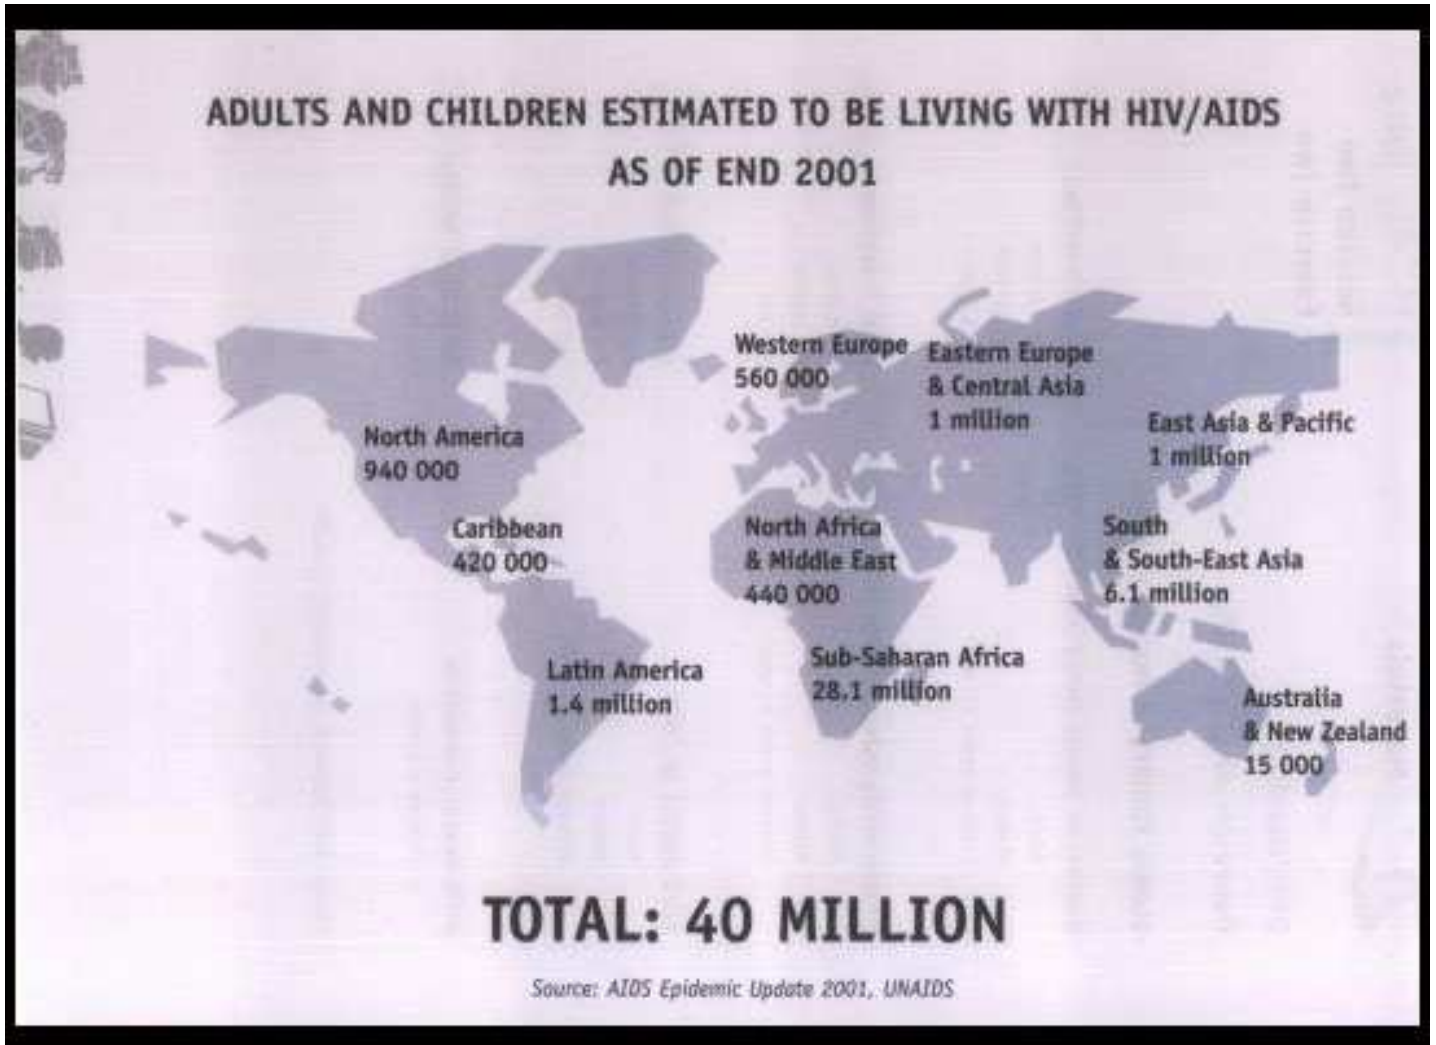 ADULTS AND CHILDREN ESTIMATED TO BE LIVING WITH HIV/AIDS
AS OF END 2001
Western Europe
560 000
Eastern Europe
& Central Asia
1 million
North America
940 000
East Asia & Pacific
1 million
Caribbean
420 000
North Africa
& Middle East
440 000
South
& South-East Asia
6.1 million
Latin America
1.4 million
Sub-Saharan Africa
28.1 million
Australia
& New Zealand
15 000
TOTAL: 40 MILLION
Source: AIDS Epidemic Update 2001, UNAIDS